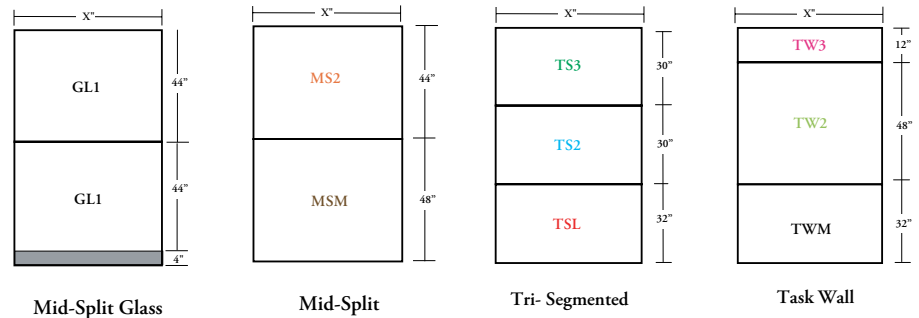 X"
GL1
44"
GL1
44"
4"
Mid-Split Glass
X"
MS2
44"
MSM
48"
Mid-Split
X"
TS3
30"
TS2
30"
TSL
32"
Tri- Segmented
X"
TW3
12"
TW2
48"
TWM
32"
Task Wall